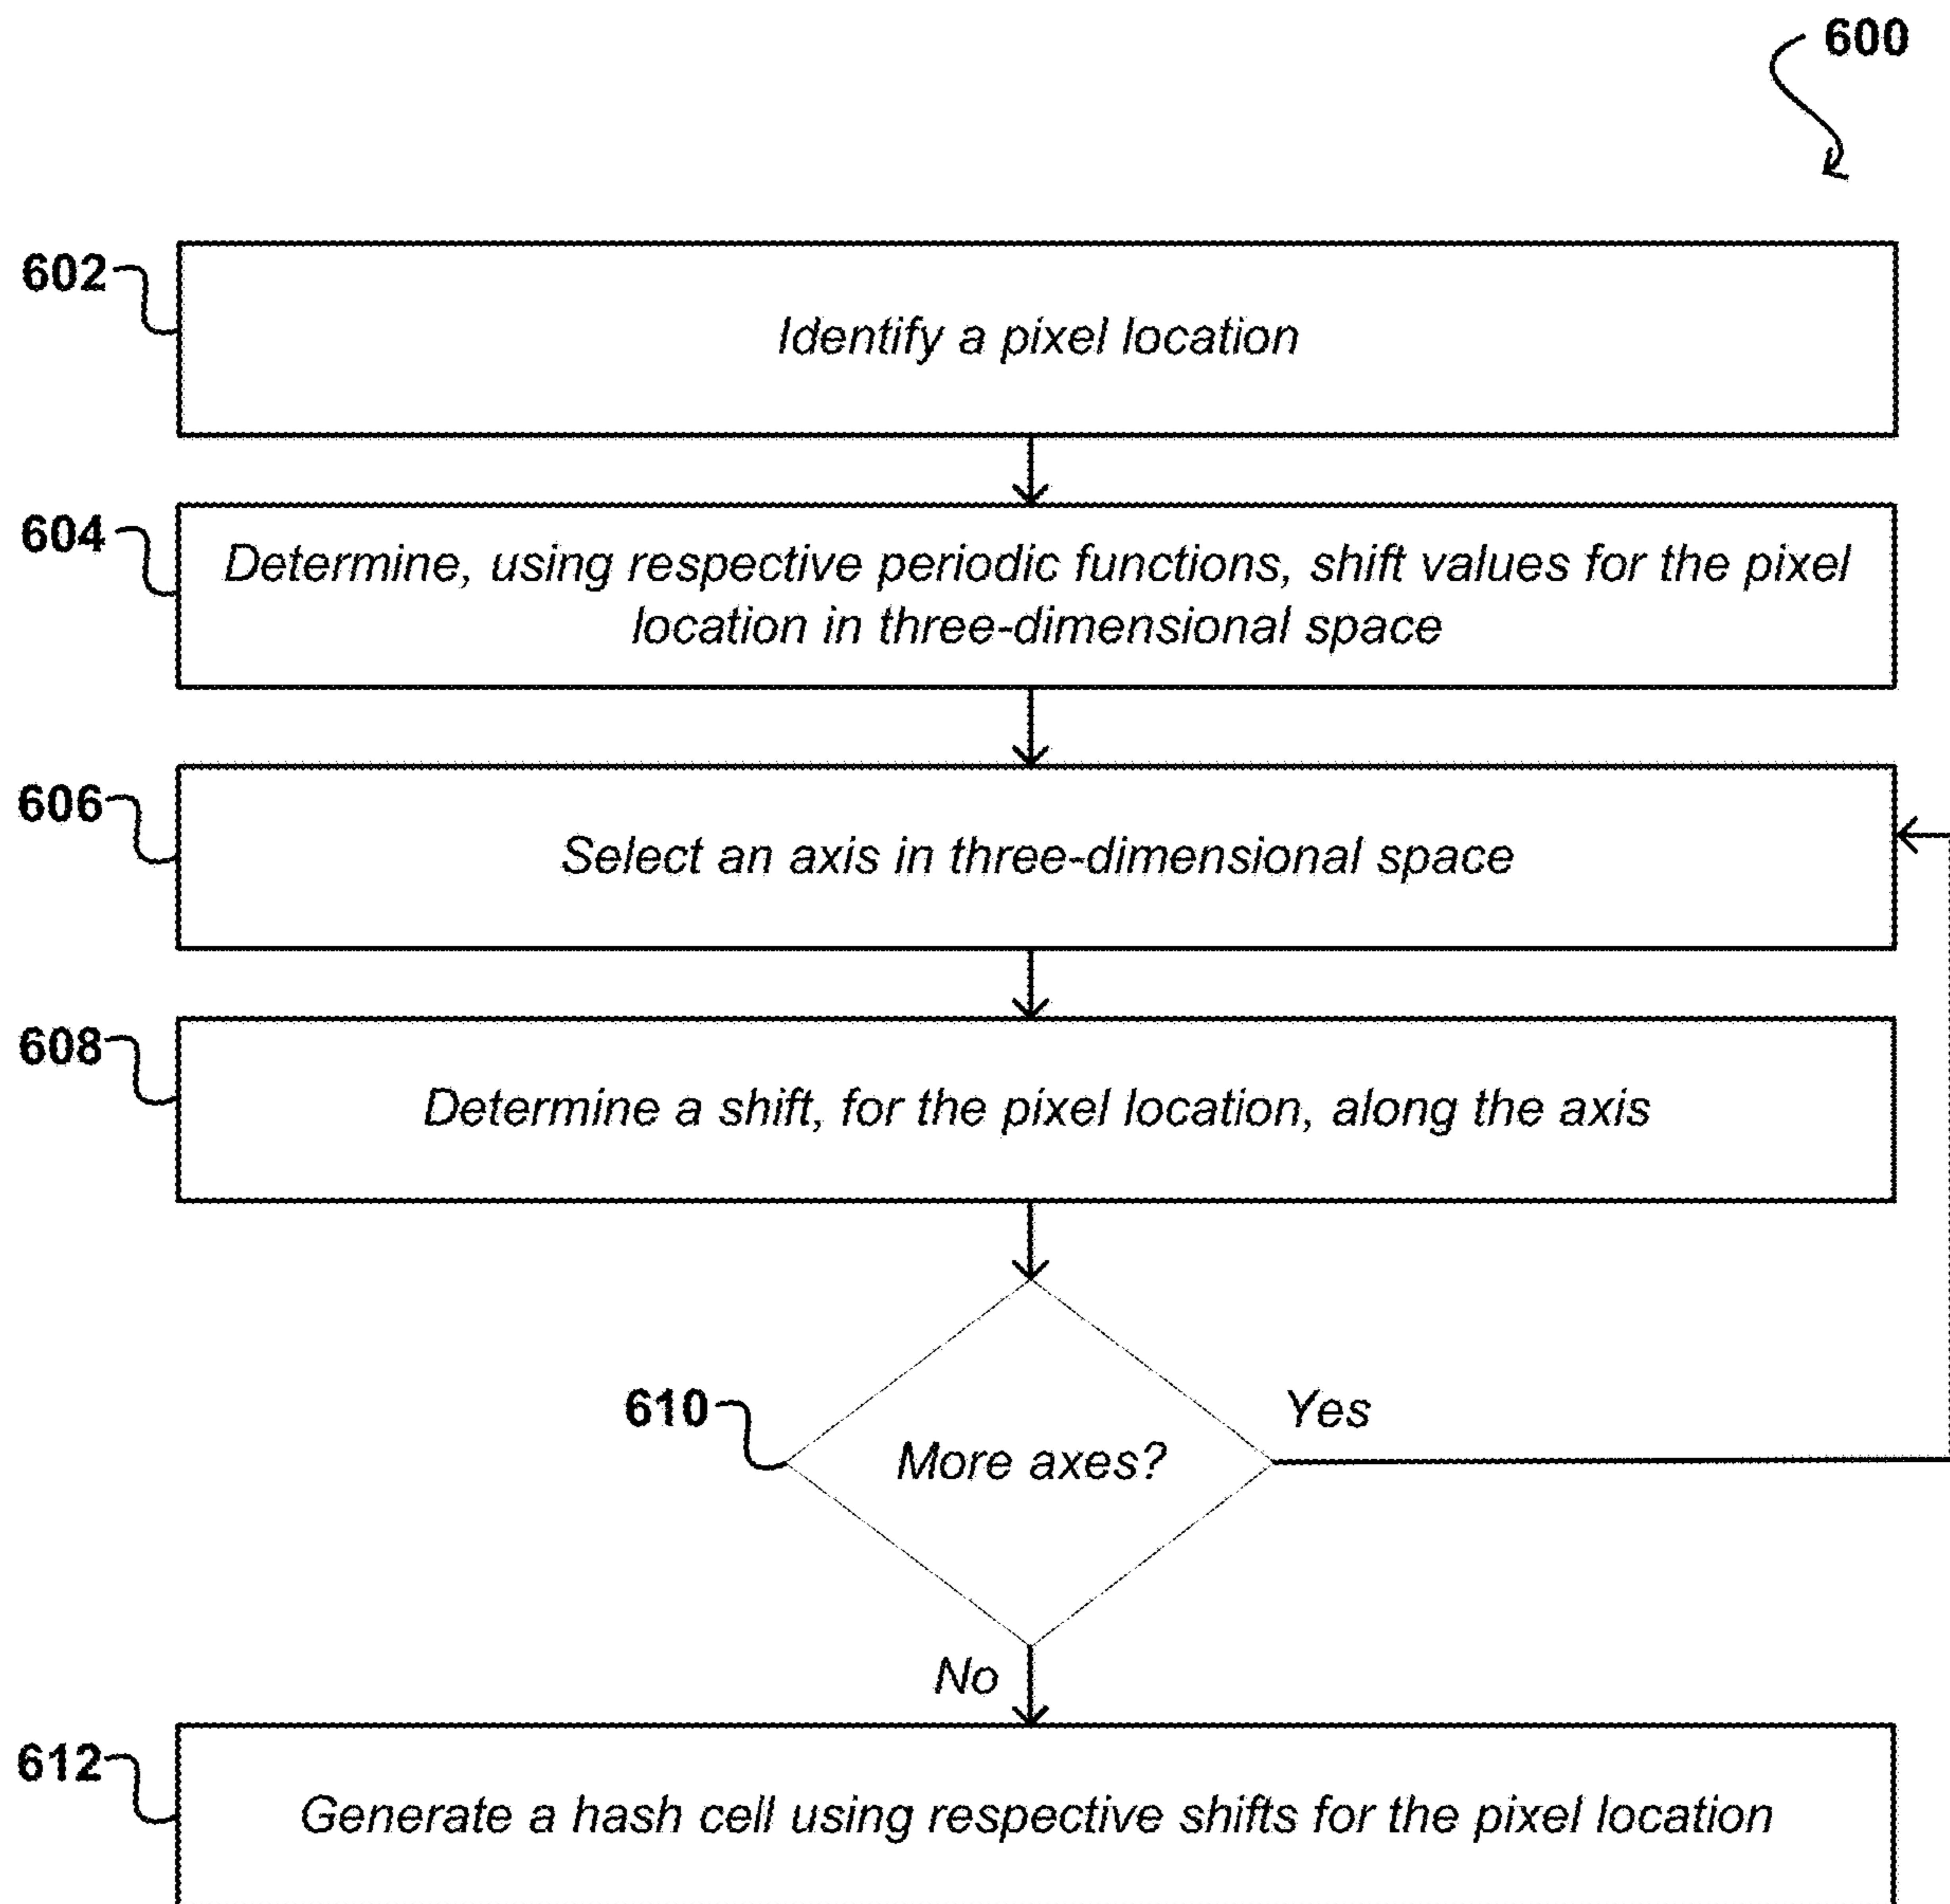 600
602
Identify a pixel location
604
Determine, using respective periodic functions, shift values for the pixel
location in three-dimensional space
606
Select an axis in three-dimensional space
608
Determine a shift, for the pixel location, along the axis
610
More axes?
Yes
No
612
Generate a hash cell using respective shifts for the pixel location